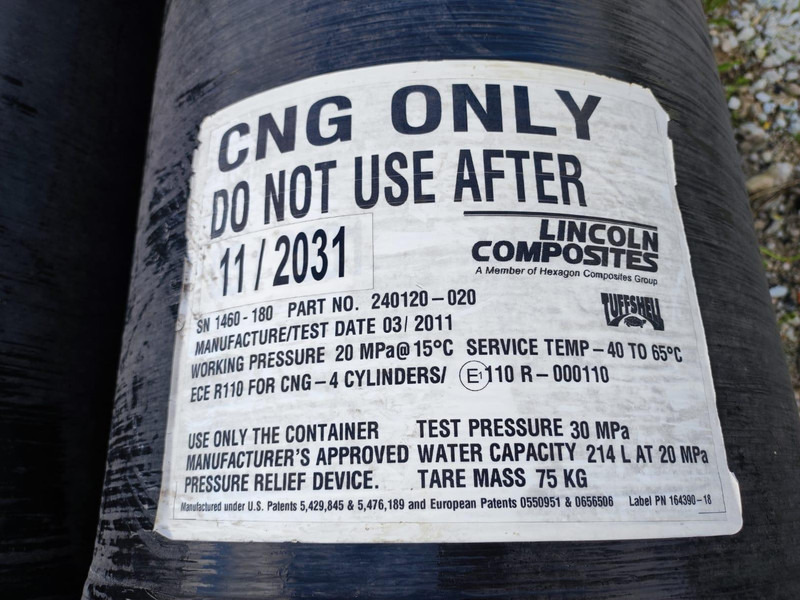 CNG ONLY
DO NOT USE AFTER
11 / 2031
LINCOLN
COMPOSITES
A Member of Hexagon Composites Group
TUFFSHELL
SN 1460-180 PART NO. 240120-020
MANUFACTURE/TEST DATE 03/ 2011
WORKING PRESSURE 20 MPa@15°C SERVICE TEMP -40 TO 65°C
ECE R110 FOR CNG-4 CYLINDERS/ E1 110 R-000110
USE ONLY THE CONTAINER
MANUFACTURER'S APPROVED
PRESSURE RELIEF DEVICE.
TEST PRESSURE 30 MPa
WATER CAPACITY 214 L AT 20 MPa
TARE MASS 75 KG
Manufactured under U.S. Patents 5,429,845 & 5,476,189 and European Patents 0550951 & 0656506 Label PN 164390-18